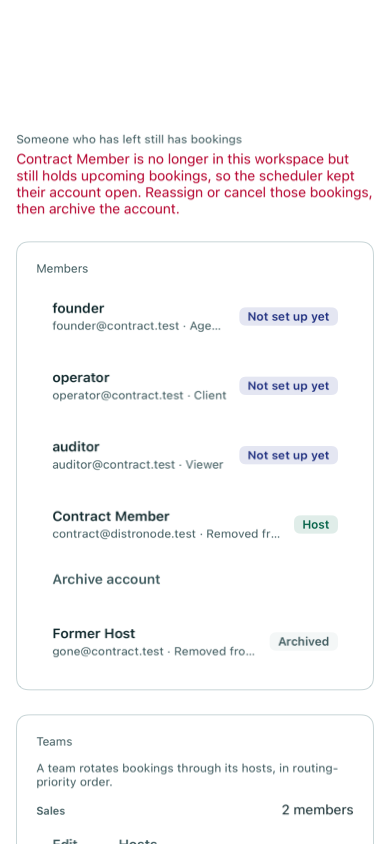 Someone who has left still has bookings
Contract Member is no longer in this workspace but
still holds upcoming bookings, so the scheduler kept
their account open. Reassign or cancel those bookings,
then archive the account.
Members
founder
founder@contract.test · Age...
Not set up yet
operator
operator@contract.test · Client
Not set up yet
auditor
auditor@contract.test · Viewer
Not set up yet
Contract Member
contract@distronode.test · Removed fr...
Host
Archive account
Former Host
gone@contract.test · Removed fro...
Archived
Teams
A team rotates bookings through its hosts, in routing-
priority order.
Sales
2 members
Edit
Hosts